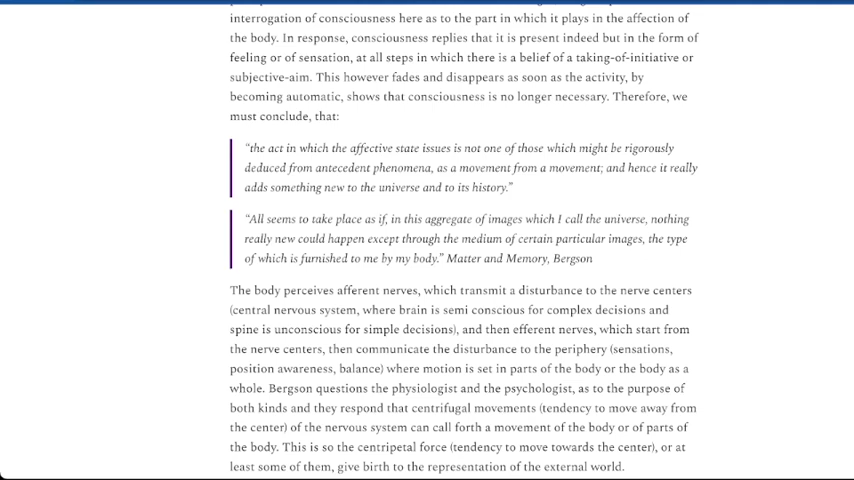 interrogation of consciousness here as to the part in which it plays in the affection of
the body. In response, consciousness replies that it is present indeed but in the form of
feeling or of sensation, at all steps in which there is a belief of a taking-of-initiative or
subjective-aim. This however fades and disappears as soon as the activity, by
becoming automatic, shows that consciousness is no longer necessary. Therefore, we
must conclude, that:
“the act in which the affective state issues is not one of those which might be rigorously
deduced from antecedent phenomena, as a movement from a movement; and hence it really
adds something new to the universe and to its history.”
“All seems to take place as if, in this aggregate of images which I call the universe, nothing
really new could happen except through the medium of certain particular images, the type
of which is furnished to me by my body.” Matter and Memory, Bergson
The body perceives afferent nerves, which transmit a disturbance to the nerve centers
(central nervous system, where brain is semi conscious for complex decisions and
spine is unconscious for simple decisions), and then efferent nerves, which start from
the nerve centers, then communicate the disturbance to the periphery (sensations,
position awareness, balance) where motion is set in parts of the body or the body as a
whole. Bergson questions the physiologist and the psychologist, as to the purpose of
both kinds and they respond that centrifugal movements (tendency to move away from
the center) of the nervous system can call forth a movement of the body or of parts of
the body. This is so the centripetal force (tendency to move towards the center), or at
least some of them, give birth to the representation of the external world.